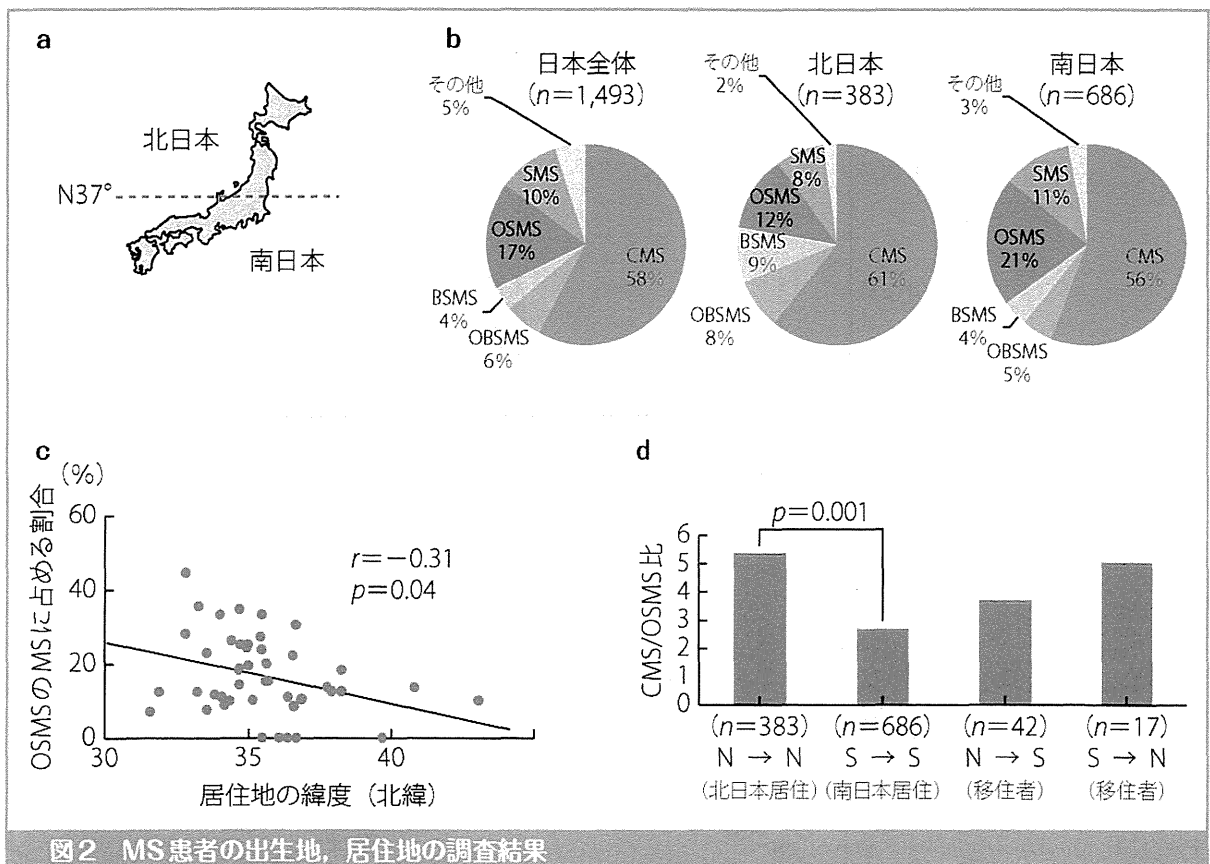 a
北日本
N37°
南日本
b
日本全体
(n=1,493)
その他
5%
SMS
10%
OSMS
17%
BSMS
4%
OBSMS
6%
CMS
58%
北日本
(n=383)
その他
2%
SMS
8%
OSMS
12%
BSMS
9%
OBSMS
8%
CMS
61%
南日本
(n=686)
その他
3%
SMS
11%
OSMS
21%
BSMS
4%
OBSMS
5%
CMS
56%
c
(%)
OSMSのMSに占める割合
60
40
20
0
30 35 40
r=−0.31
p=0.04
居住地の緯度（北緯）
d
p=0.001
CMS/OSMS比
6
5
4
3
2
1
0
(n=383) (n=686) (n=42) (n=17)
N → N S → S N → S S → N
(北日本居住) (南日本居住) (移住者) (移住者)
図2 MS患者の出生地，居住地の調査結果